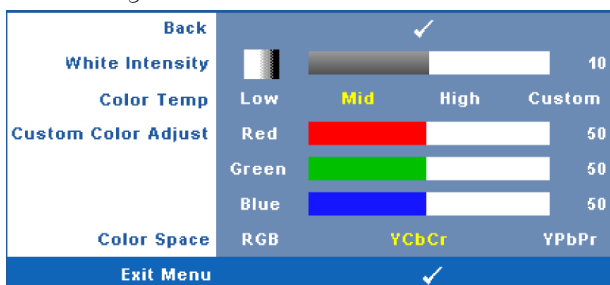 Back
White Intensity 10
Color Temp Low Mid High Custom
Custom Color Adjust Red 50
Green 50
Blue 50
Color Space RGB YCbCr YPbPr
Exit Menu